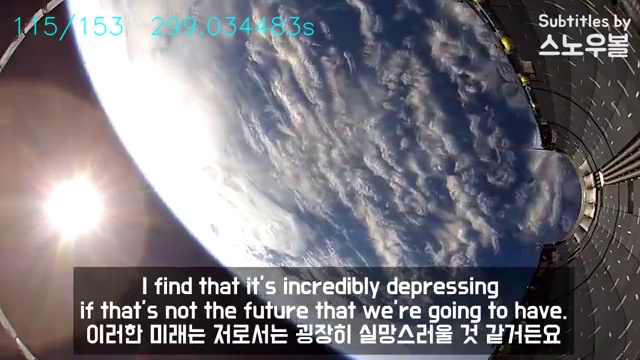 115/153 299.034483s
Subtitles by
스노우볼
I find that it's incredibly depressing
if that's not the future that we're going to have.
이러한 미래는 저로서는 굉장히 실망스러울 것 같거든요